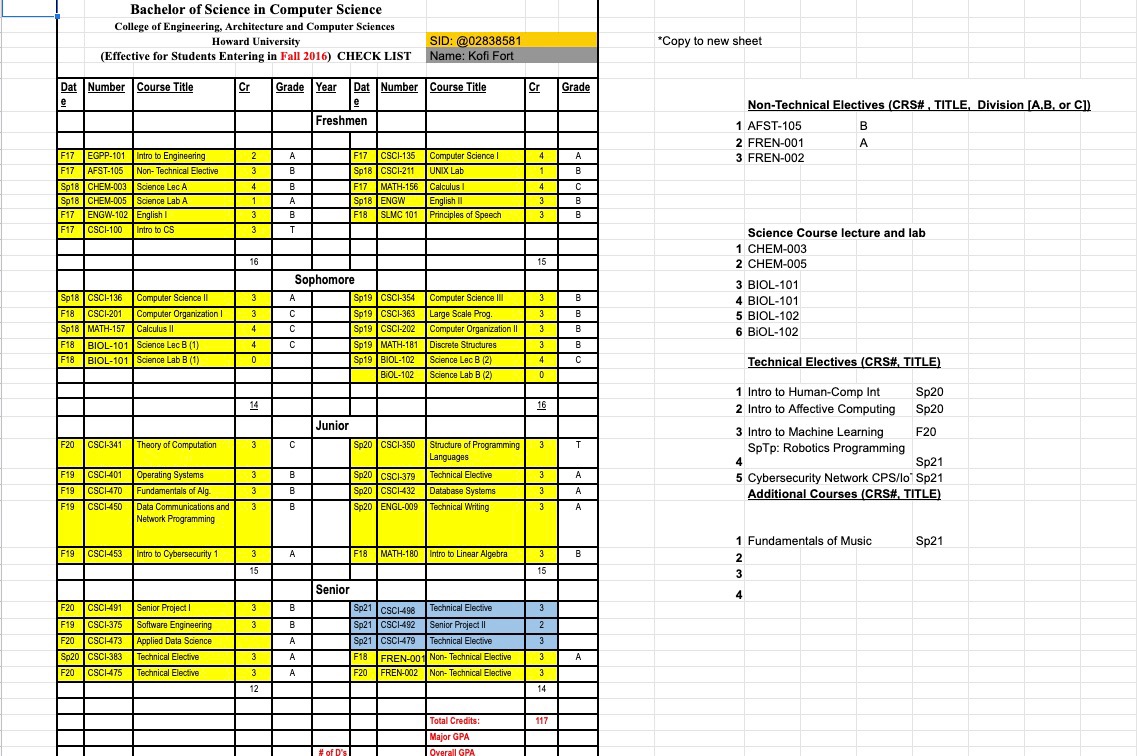 Bachelor of Science in Computer Science
College of Engineering, Architecture and Computer Sciences
Howard University SID: @02838581 *Copy to new sheet
(Effective for Students Entering in Fall 2016) CHECK LIST Name: Kofi Fort
Dat e Number Course Title Cr Grade Year Dat e Number Course Title Cr Grade
Freshmen
F17 EGPP-101 Intro to Engineering 2 A F17 CSCI-135 Computer Science I 4 A
F17 AFST-105 Non- Technical Elective 3 B Sp18 CSCI-211 UNIX Lab 1 B
Sp18 CHEM-003 Science Lec A 4 B F17 MATH-156 Calculus I 4 C
Sp18 CHEM-005 Science Lab A 1 A Sp18 ENGW English II 3 B
F17 ENGW-102 English I 3 B F18 SLMC 101 Principles of Speech 3 B
F17 CSCI-100 Intro to CS 3 T
16 15
Sophomore
Sp18 CSCI-136 Computer Science II 3 A Sp19 CSCI-354 Computer Science III 3 B
F18 CSCI-201 Computer Organization I 3 C Sp19 CSCI-363 Large Scale Prog. 3 B
Sp18 MATH-157 Calculus II 4 C Sp19 CSCI-202 Computer Organization II 3 B
F18 BIOL-101 Science Lec B (1) 4 C Sp19 MATH-181 Discrete Structures 3 B
F18 BIOL-101 Science Lab B (1) 0 Sp19 BIOL-102 Science Lec B (2) 4 C
BiOL-102 Science Lab B (2) 0
14 16
Junior
F20 CSCI-341 Theory of Computation 3 C Sp20 CSCI-350 Structure of Programming 3 T
Languages
F19 CSCI-401 Operating Systems 3 B Sp20 CSCI-379 Technical Elective 3 A
F19 CSCI-470 Fundamentals of Alg. 3 B Sp20 CSCI-432 Database Systems 3 A
F19 CSCI-450 Data Communications and 3 B Sp20 ENGL-009 Technical Writing 3 A
Network Programming
F19 CSCI-453 Intro to Cybersecurity 1 3 A F18 MATH-180 Intro to Linear Algebra 3 B
15 15
Senior
F20 CSCI-491 Senior Project I 3 B Sp21 CSCI-498 Technical Elective 3
F19 CSCI-375 Software Engineering 3 B Sp21 CSCI-492 Senior Project II 2
F20 CSCI-473 Applied Data Science A Sp21 CSCI-479 Technical Elective 3
Sp20 CSCI-383 Technical Elective 3 A F18 FREN-001 Non- Technical Elective 3 A
F20 CSCI-475 Technical Elective 3 A F20 FREN-002 Non- Technical Elective 3
12 14
Total Credits: 117
Major GPA
# of D's Overall GPA
Non-Technical Electives (CRS# , TITLE, Division [A,B, or C])
1 AFST-105 B
2 FREN-001 A
3 FREN-002
Science Course lecture and lab
1 CHEM-003
2 CHEM-005
3 BIOL-101
4 BIOL-101
5 BIOL-102
6 BiOL-102
Technical Electives (CRS#, TITLE)
1 Intro to Human-Comp Int Sp20
2 Intro to Affective Computing Sp20
3 Intro to Machine Learning F20
SpTp: Robotics Programming
4 Sp21
5 Cybersecurity Network CPS/IoT Sp21
Additional Courses (CRS#, TITLE)
1 Fundamentals of Music Sp21
2
3
4